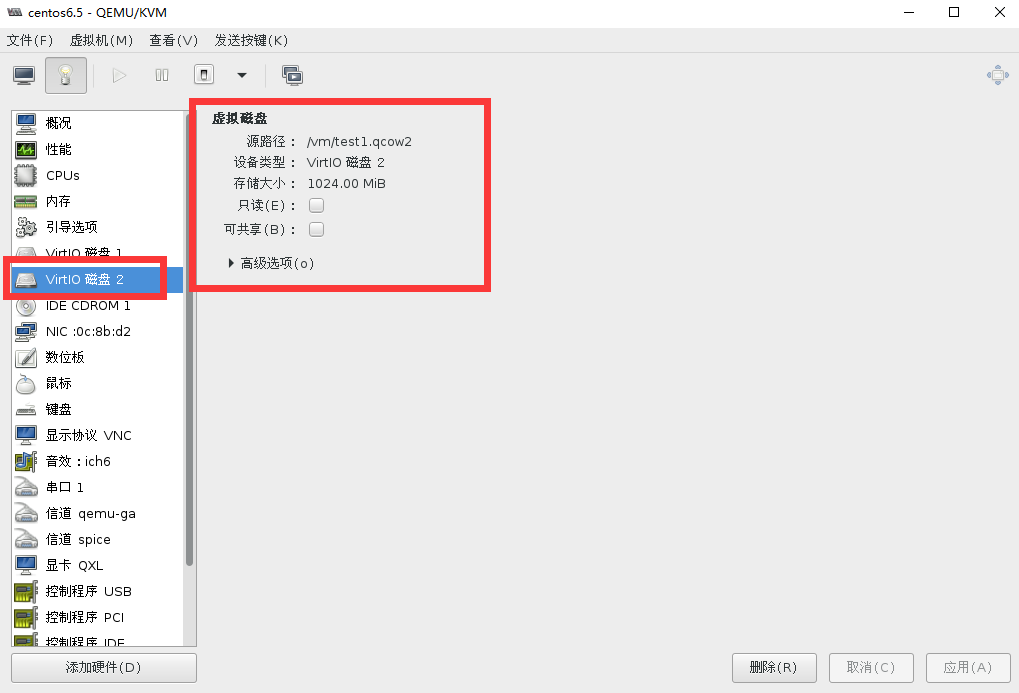 centos6.5 - QEMU/KVM
文件(F) 虚拟机(M) 查看(V) 发送按键(K)
概况
性能
CPUs
内存
引导选项
VirtIO 磁盘 1
VirtIO 磁盘 2
IDE CDROM 1
NIC :0c:8b:d2
数位板
鼠标
键盘
显示协议 VNC
音效：ich6
串口 1
信道 qemu-ga
信道 spice
显卡 QXL
控制程序 USB
控制程序 PCI
控制程序 IDE
添加硬件(D)
虚拟磁盘
源路径： /vm/test1.qcow2
设备类型： VirtIO 磁盘 2
存储大小： 1024.00 MiB
只读(E)：
可共享(B)：
高级选项(o)
删除(R) 取消(C) 应用(A)